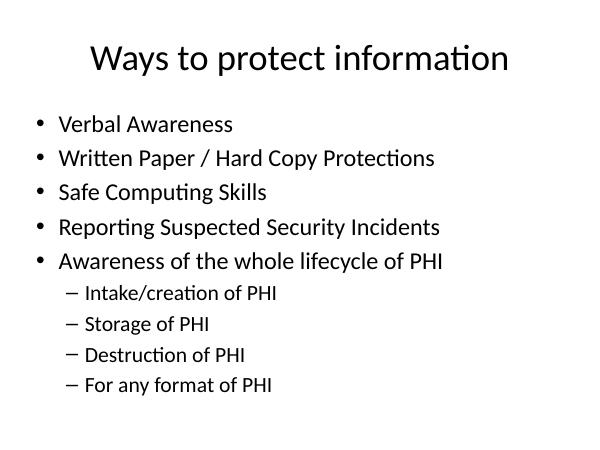 Ways to protect information
• Verbal Awareness
• Written Paper / Hard Copy Protections
• Safe Computing Skills
• Reporting Suspected Security Incidents
• Awareness of the whole lifecycle of PHI
– Intake/creation of PHI
– Storage of PHI
– Destruction of PHI
– For any format of PHI